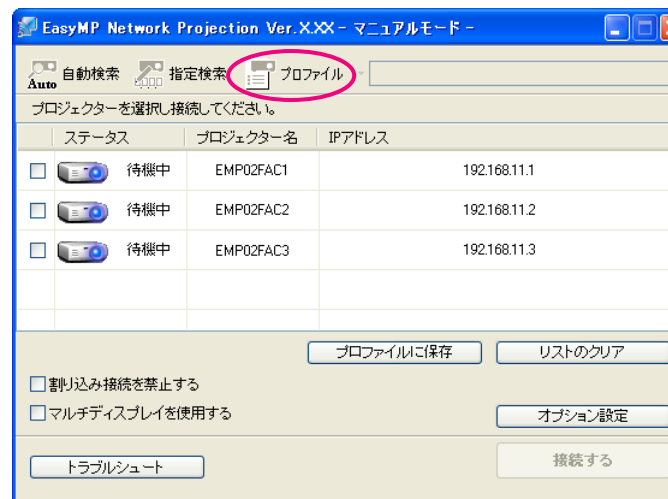 EasyMP Network Projection Ver.X.XX - マニュアルモード -
Auto 自動検索 指定検索 プロファイル
プロジェクターを選択し接続してください。
ステータス プロジェクター名 IPアドレス
待機中 EMP02FAC1 192.168.11.1
待機中 EMP02FAC2 192.168.11.2
待機中 EMP02FAC3 192.168.11.3
プロファイルに保存 リストのクリア
割り込み接続を禁止する
マルチディスプレイを使用する オプション設定
トラブルシュート 接続する